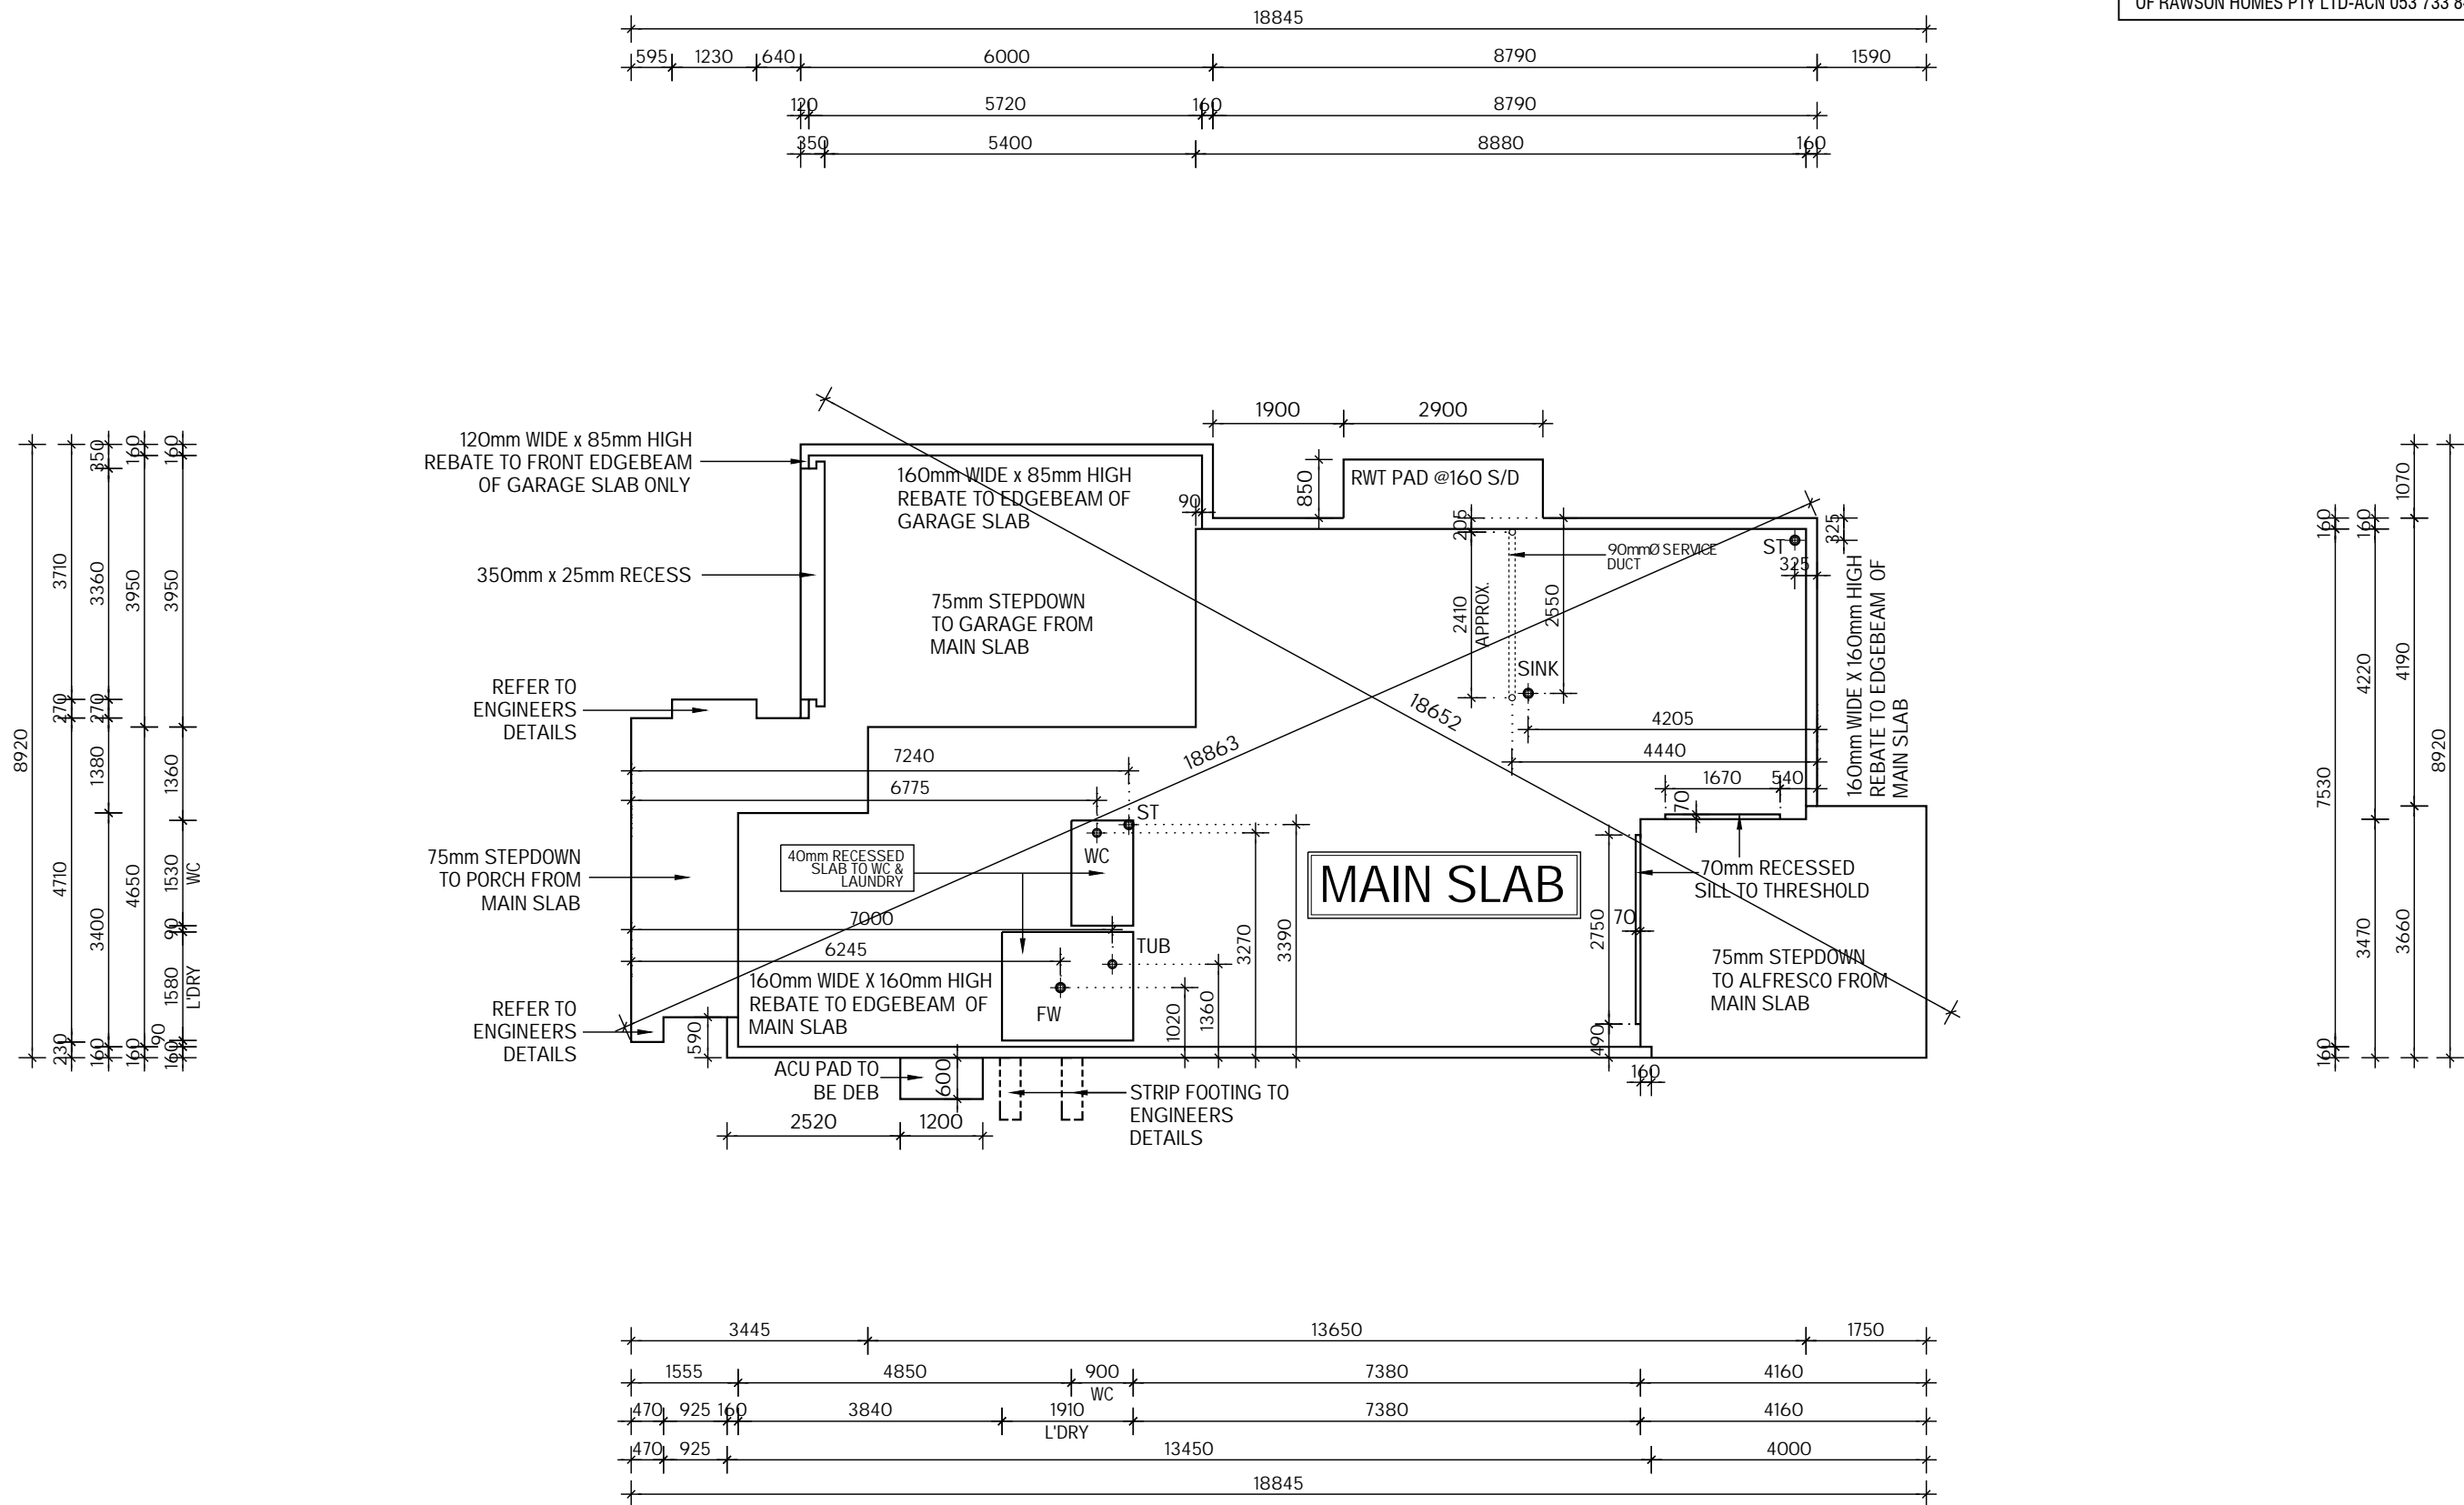 OF RAWSON HOMES PTY LTD-ACN 053 733 8
18845
595 1230 640 6000 8790 1590
120 5720 160 8790
350 5400 8880 160
1900 2900
120mm WIDE x 85mm HIGH
REBATE TO FRONT EDGEBEAM
OF GARAGE SLAB ONLY
160mm WIDE x 85mm HIGH
REBATE TO EDGEBEAM OF
GARAGE SLAB
90
850
RWT PAD @160 S/D
205
90mmØ SERVICE
DUCT
ST
325
325
350mm x 25mm RECESS
75mm STEPDOWN
TO GARAGE FROM
MAIN SLAB
2410
APPROX.
2550
160mm WIDE X 160mm HIGH
REBATE TO EDGEBEAM OF
MAIN SLAB
SINK
REFER TO
ENGINEERS
DETAILS
18652
18863
4205
4440
1670 540
70
7240
6775
ST
WC
40mm RECESSED
SLAB TO WC &
LAUNDRY
MAIN SLAB
70mm RECESSED
SILL TO THRESHOLD
75mm STEPDOWN
TO PORCH FROM
MAIN SLAB
7000
6245
TUB
FW
3270
3390
2750
70
490
75mm STEPDOWN
TO ALFRESCO FROM
MAIN SLAB
160mm WIDE X 160mm HIGH
REBATE TO EDGEBEAM OF
MAIN SLAB
1020
1360
REFER TO
ENGINEERS
DETAILS
590
ACU PAD TO
BE DEB
600
STRIP FOOTING TO
ENGINEERS
DETAILS
160
2520 1200
8920
3710 270 4710 230
350 3360 270 1380 3400 160
160 3950 4650 160
160 3950 1360 1530 90 1580 90 160
WC
L'DRY
160 7530 160
160 4220 3470
1070 4190 3660
8920
3445 13650 1750
1555 4850 900 7380 4160
WC
470 925 160 3840 1910 7380 4160
L'DRY
470 925 13450 4000
18845